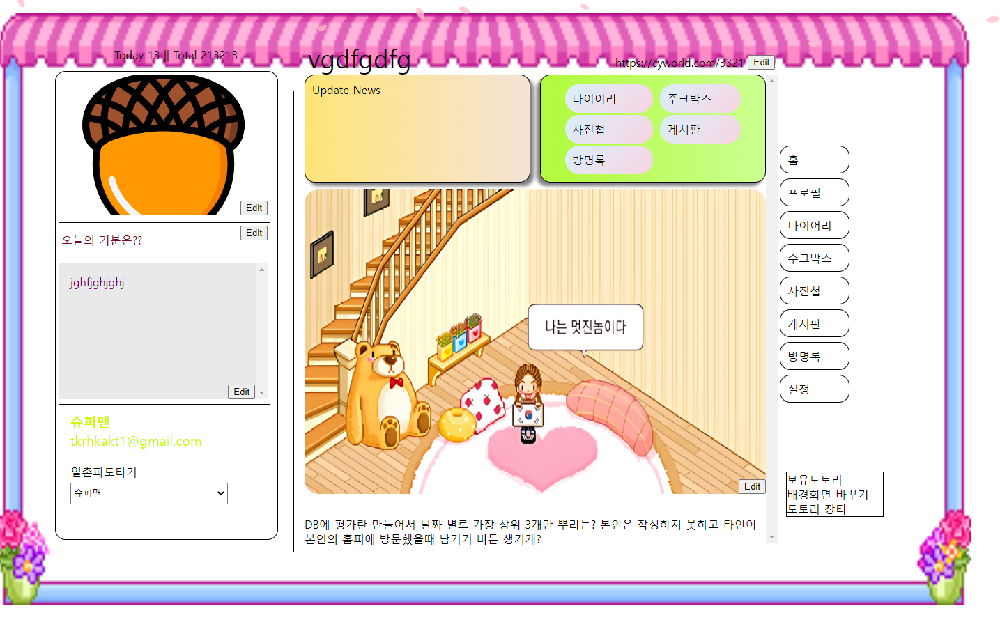 Today 13 || Total 213213
vgdfgdfg
https://cyworld.com/3321 Edit
Edit
오늘의 기분은??
Edit
jghfjghjghj
Edit
슈퍼맨
tkrhkakt1@gmail.com
일촌파도타기
슈퍼맨
Update News
다이어리 주크박스
사진첩 게시판
방명록
나는 멋진놈이다
Edit
DB에 평가란 만들어서 날짜 별로 가장 상위 3개만 뿌리는? 본인은 작성하지 못하고 타인이
본인의 홈피에 방문했을때 남기기 버튼 생기게?
홈
프로필
다이어리
주크박스
사진첩
게시판
방명록
설정
보유도토리
배경화면 바꾸기
도토리 장터